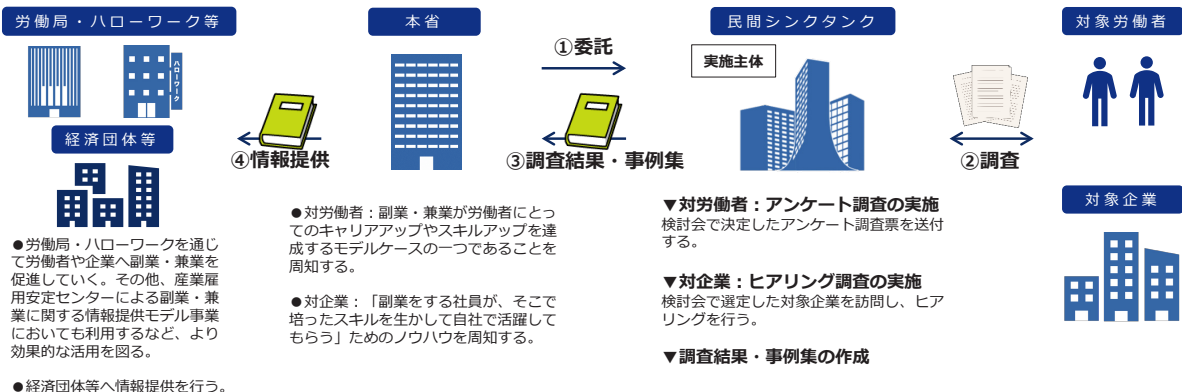 労働局・ハローワーク等
本省
民間シンクタンク
対象労働者
①委託
実施主体
ハローワーク
経済団体等
④情報提供
③調査結果・事例集
②調査
対象企業
●労働局・ハローワークを通じ
て労働者や企業へ副業・兼業を
促進していく。その他、産業雇
用安定センターによる副業・兼
業に関する情報提供モデル事業
においても利用するなど、より
効果的な活用を図る。
●経済団体等へ情報提供を行う。
●対労働者：副業・兼業が労働者にとっ
てのキャリアアップやスキルアップを達
成するモデルケースの一つであることを
周知する。
●対企業：「副業をする社員が、そこで
培ったスキルを生かして自社で活躍して
もらう」ためのノウハウを周知する。
▼対労働者：アンケート調査の実施
検討会で決定したアンケート調査票を送付
する。
▼対企業：ヒアリング調査の実施
検討会で選定した対象企業を訪問し、ヒア
リングを行う。
▼調査結果・事例集の作成